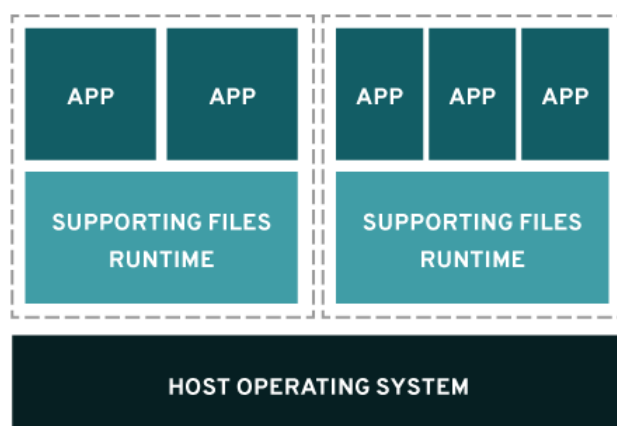 APP
APP
APP
APP
APP
SUPPORTING FILES
RUNTIME
SUPPORTING FILES
RUNTIME
HOST OPERATING SYSTEM